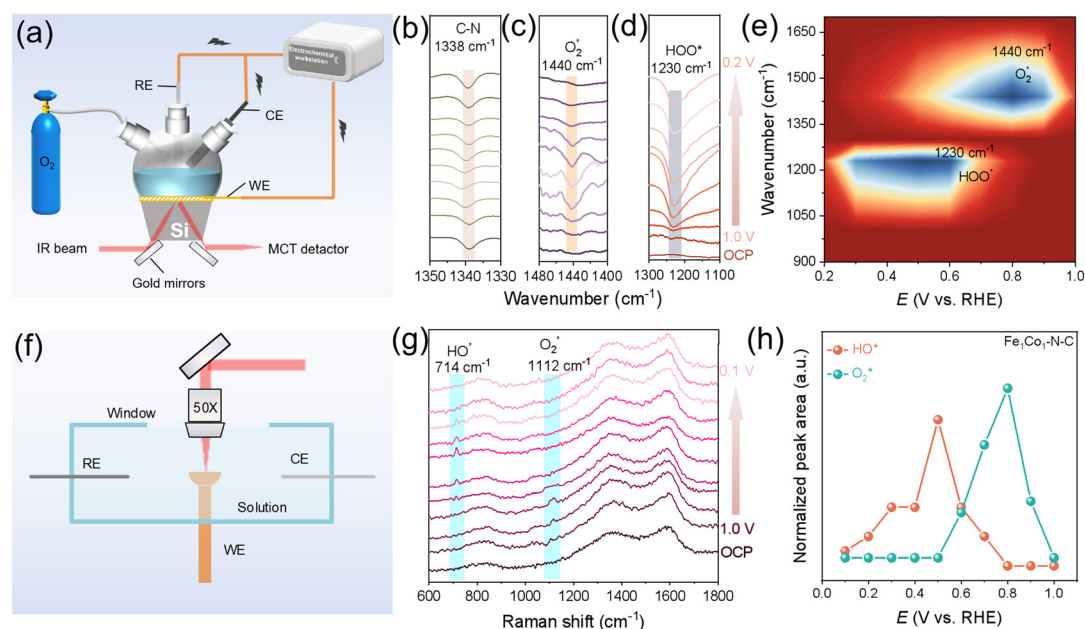 (a)
Electrochemical
workstation
RE
CE
O2
WE
Si
IR beam
MCT detactor
Gold mirrors
(b)
C-N
1338 cm⁻¹
1350 1340 1330
(c)
O₂*
1440 cm⁻¹
1480 1440 1400
(d)
HOO*
1230 cm⁻¹
0.2 V
1.0 V
OCP
1300 1200 1100
Wavenumber (cm⁻¹)
(e)
Wavenumber (cm⁻¹)
1650
1500
1350
1200
1050
900
1440 cm⁻¹
O₂*
1230 cm⁻¹
HOO*
0.2 0.4 0.6 0.8 1.0
E (V vs. RHE)
(f)
50X
Window
RE
CE
Solution
WE
(g)
HO*
714 cm⁻¹
O₂*
1112 cm⁻¹
0.1 V
1.0 V
OCP
600 800 1000 1200 1400 1600 1800
Raman shift (cm⁻¹)
(h)
Fe₁Co₁-N-C
HO*
O₂*
Normalized peak area (a.u.)
0.0 0.2 0.4 0.6 0.8 1.0
E (V vs. RHE)